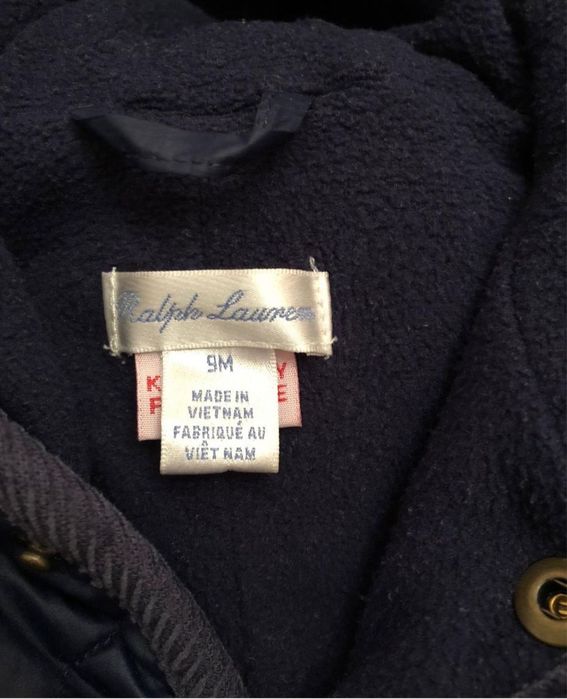 Ralph Lauren
9M
MADE IN
VIETNAM
FABRIQUÉ AU
VIÊT NAM